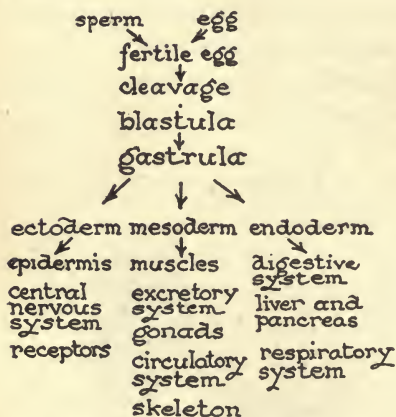 sperm egg
fertile egg
cleavage
blastula
gastrula
ectoderm mesoderm endoderm
epidermis
central
nervous
system
receptors
muscles
excretory
system
gonads
circulatory
system
skeleton
digestive
system
liver and
pancreas
respiratory
system